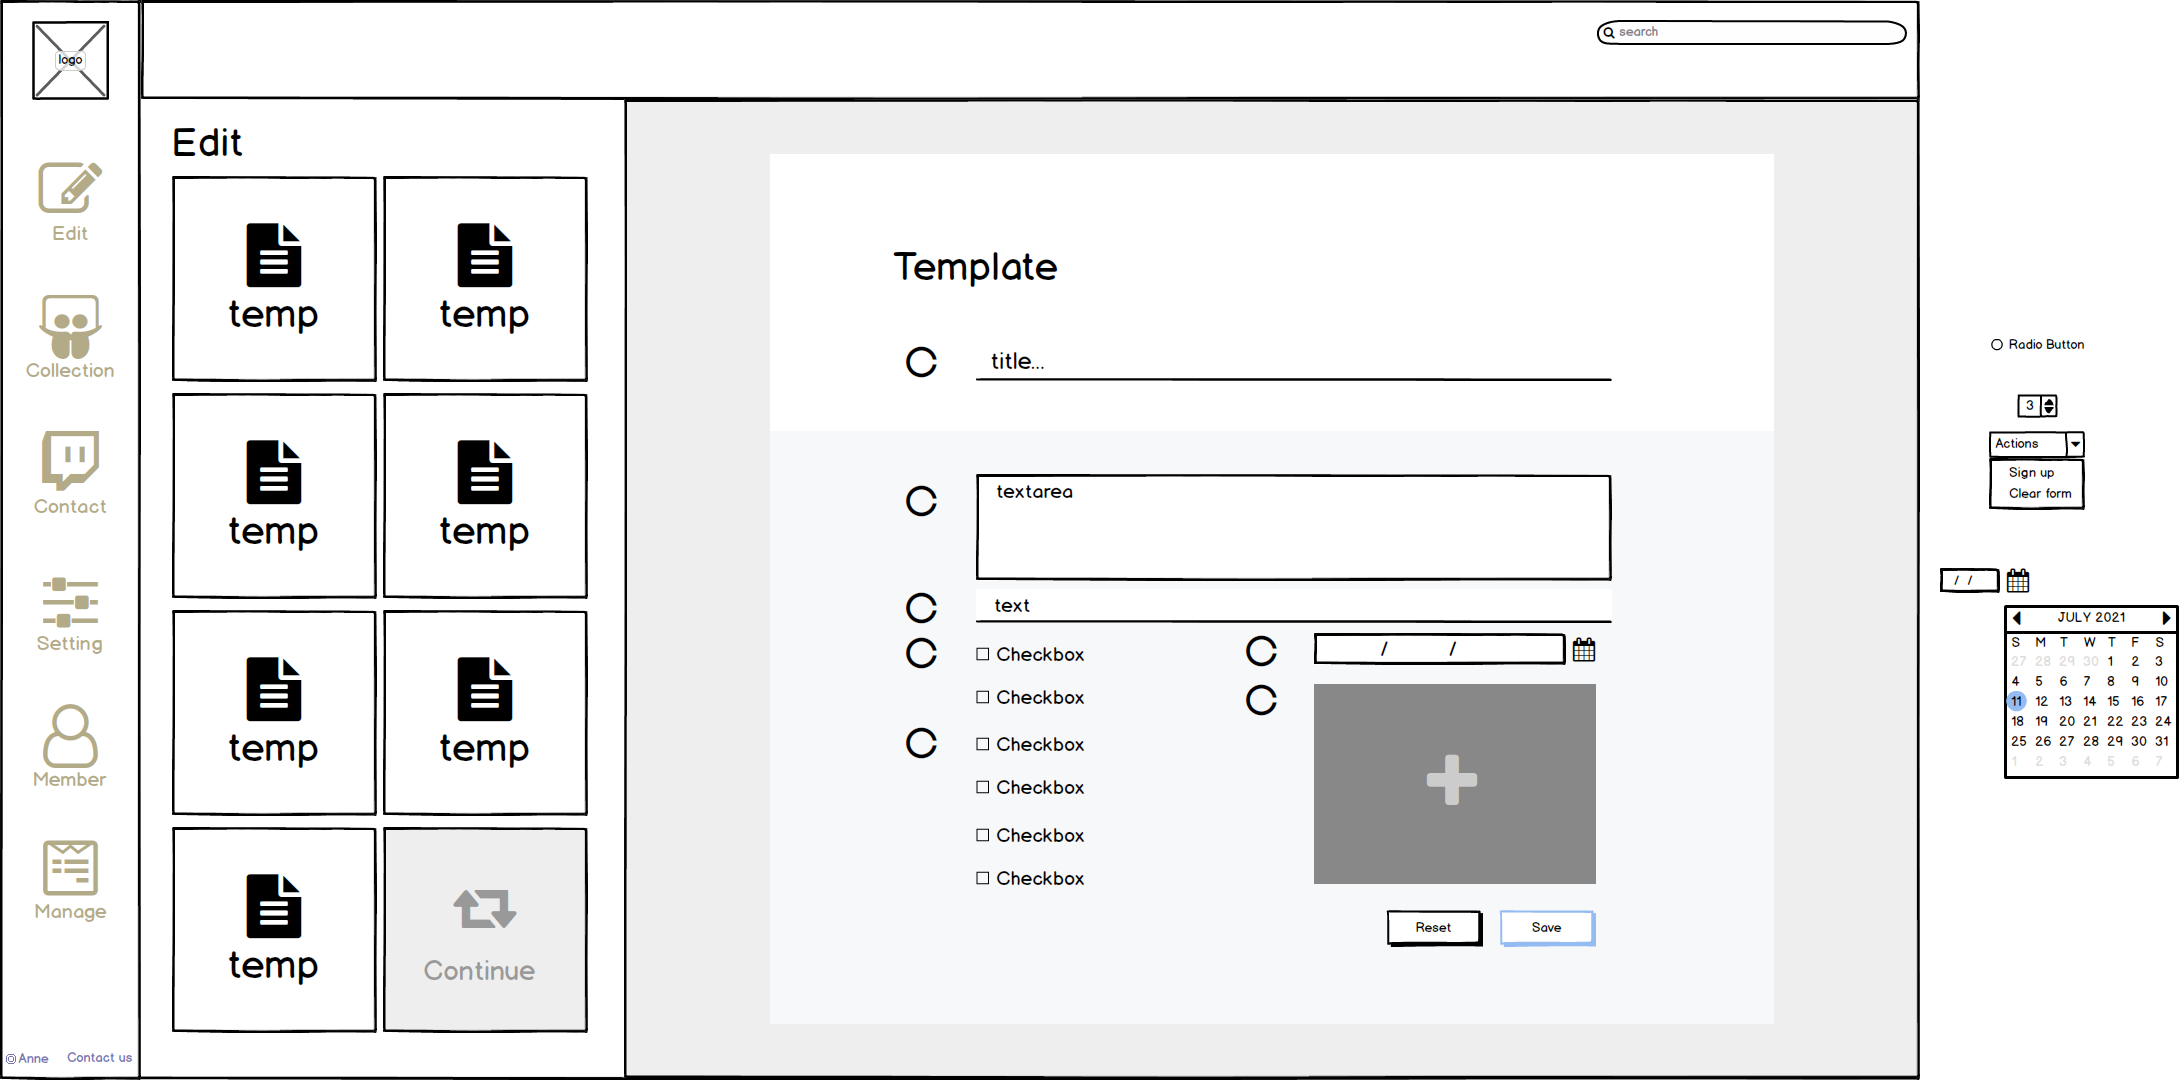 logo
search
Edit
Collection
Contact
Setting
Member
Manage
© Anne
Contact us
Edit
temp
temp
temp
temp
temp
temp
temp
Continue
Template
title...
textarea
text
Checkbox
/ /
Checkbox
Checkbox
Checkbox
Checkbox
Checkbox
Reset
Save
Radio Button
3
Actions
Sign up
Clear form
/ /
JULY 2021
S M T W T F S
27 28 29 30 1 2 3
4 5 6 7 8 9 10
11 12 13 14 15 16 17
18 19 20 21 22 23 24
25 26 27 28 29 30 31
1 2 3 4 5 6 7